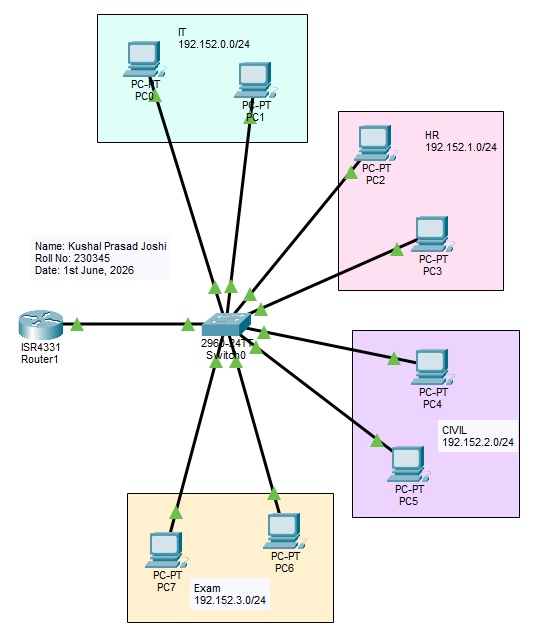 IT
192.152.0.0/24
PC-PT
PC0
PC-PT
PC1
HR
192.152.1.0/24
PC-PT
PC2
PC-PT
PC3
Name: Kushal Prasad Joshi
Roll No: 230345
Date: 1st June, 2026
ISR4331
Router1
2960-24TT
Switch0
PC-PT
PC4
CIVIL
192.152.2.0/24
PC-PT
PC5
PC-PT
PC6
PC-PT
PC7
Exam
192.152.3.0/24